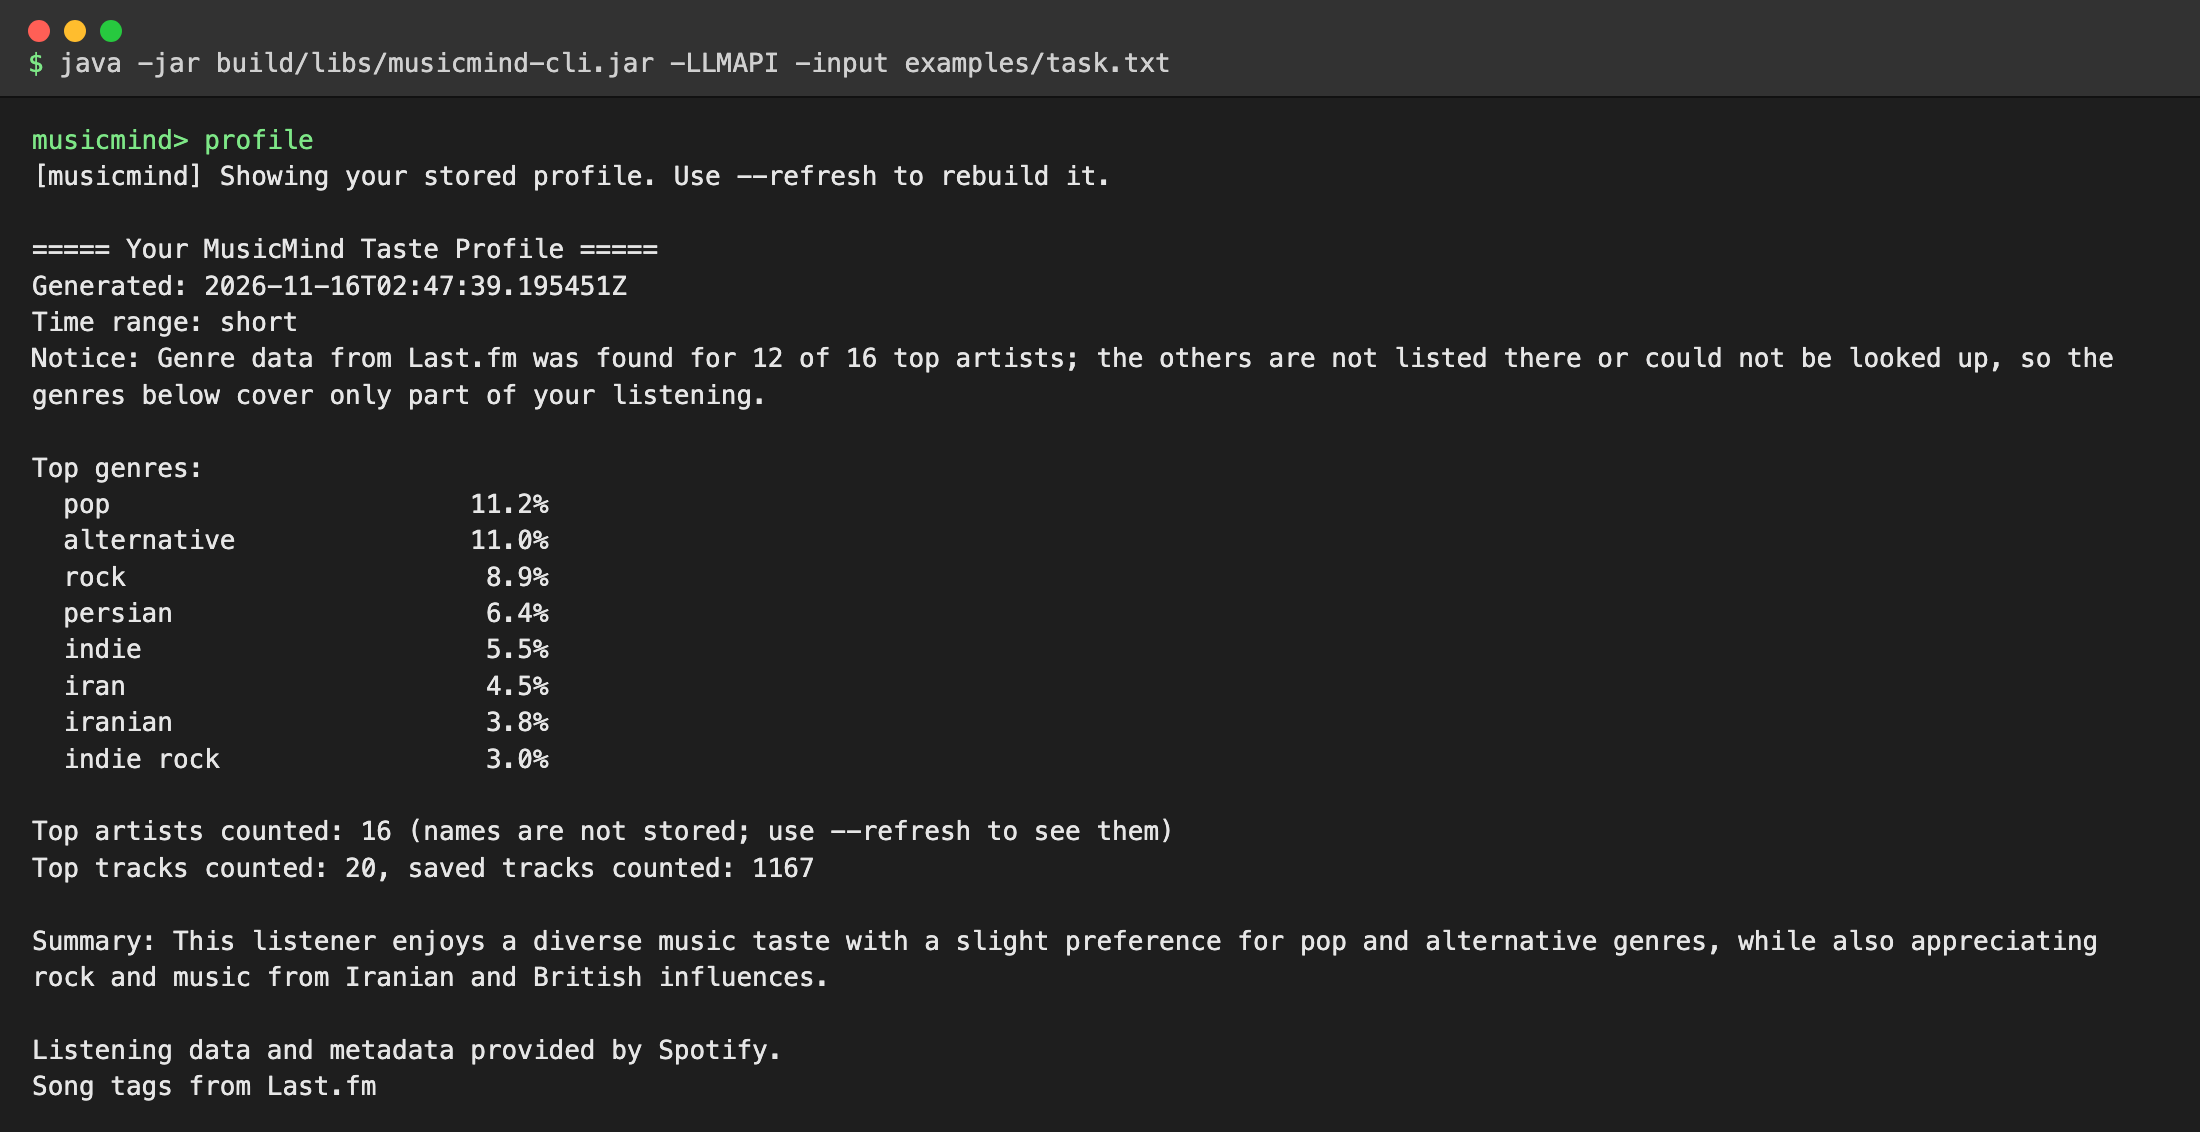 $ java -jar build/libs/musicmind-cli.jar -LLMAPI -input examples/task.txt
musicmind> profile
[musicmind] Showing your stored profile. Use --refresh to rebuild it.
===== Your MusicMind Taste Profile =====
Generated: 2026-11-16T02:47:39.195451Z
Time range: short
Notice: Genre data from Last.fm was found for 12 of 16 top artists; the others are not listed there or could not be looked up, so the
genres below cover only part of your listening.
Top genres:
pop 11.2%
alternative 11.0%
rock 8.9%
persian 6.4%
indie 5.5%
iran 4.5%
iranian 3.8%
indie rock 3.0%
Top artists counted: 16 (names are not stored; use --refresh to see them)
Top tracks counted: 20, saved tracks counted: 1167
Summary: This listener enjoys a diverse music taste with a slight preference for pop and alternative genres, while also appreciating
rock and music from Iranian and British influences.
Listening data and metadata provided by Spotify.
Song tags from Last.fm